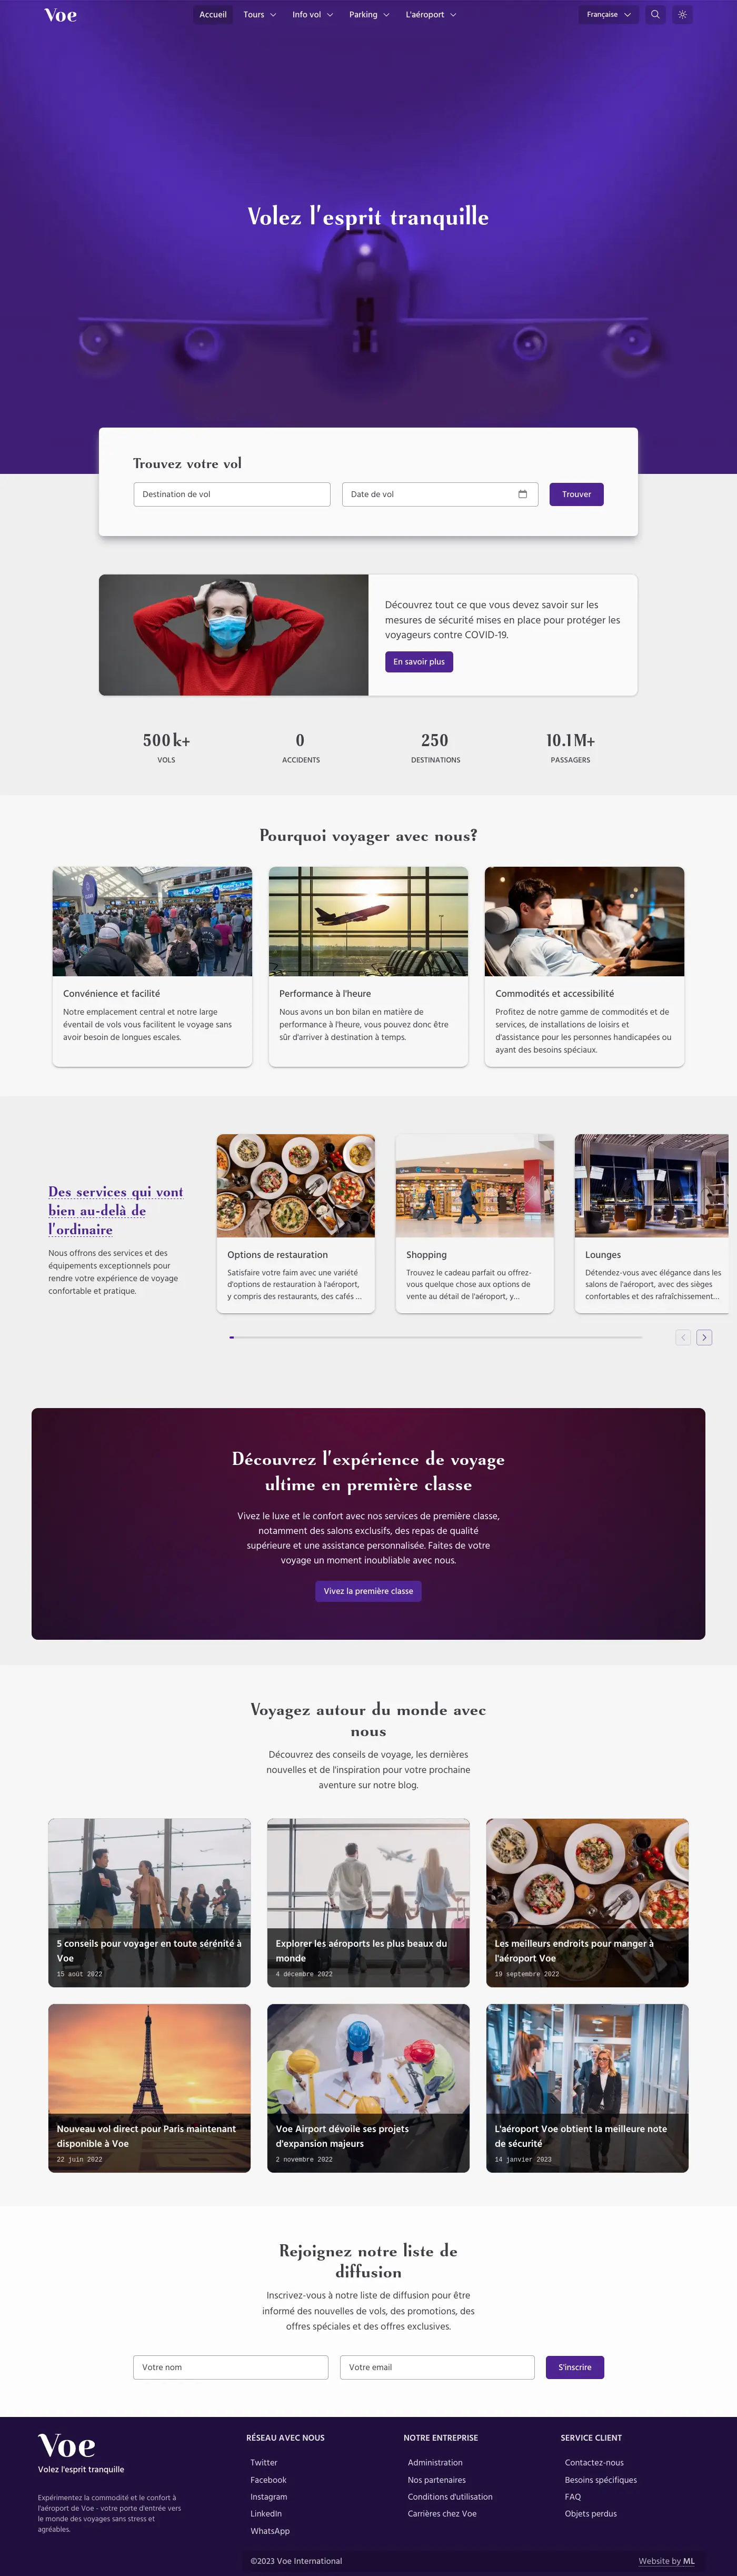 Voe
Accueil
Tours
Info vol
Parking
L'aéroport
Française
Volez l'esprit tranquille
Trouvez votre vol
Destination de vol
Date de vol
Trouver
Découvrez tout ce que vous devez savoir sur les
mesures de sécurité mises en place pour protéger les
voyageurs contre COVID-19.
En savoir plus
500k+
VOLS
0
ACCIDENTS
250
DESTINATIONS
10.1M+
PASSAGERS
Pourquoi voyager avec nous?
Convénience et facilité
Notre emplacement central et notre large
éventail de vols vous facilitent le voyage sans
avoir besoin de longues escales.
Performance à l'heure
Nous avons un bon bilan en matière de
performance à l'heure, vous pouvez donc être
sûr d'arriver à destination à temps.
Commodités et accessibilité
Profitez de notre gamme de commodités et de
services, de installations de loisirs et
d'assistance pour les personnes handicapées ou
ayant des besoins spéciaux.
Des services qui vont
bien au-delà de
l'ordinaire
Nous offrons des services et des
équipements exceptionnels pour
rendre votre expérience de voyage
confortable et pratique.
Options de restauration
Satisfaire votre faim avec une variété
d'options de restauration à l'aéroport,
y compris des restaurants, des cafés ...
Shopping
Trouvez le cadeau parfait ou offrez-
vous quelque chose aux options de
vente au détail de l'aéroport, y...
Lounges
Détendez-vous avec élégance dans les
salons de l'aéroport, avec des sièges
confortables et des rafraîchissement...
Découvrez l'expérience de voyage
ultime en première classe
Vivez le luxe et le confort avec nos services de première classe,
notamment des salons exclusifs, des repas de qualité
supérieure et une assistance personnalisée. Faites de votre
voyage un moment inoubliable avec nous.
Vivez la première classe
Voyagez autour du monde avec
nous
Découvrez des conseils de voyage, les dernières
nouvelles et de l'inspiration pour votre prochaine
aventure sur notre blog.
5 conseils pour voyager en toute sérénité à
Voe
15 août 2022
Explorer les aéroports les plus beaux du
monde
4 décembre 2022
Les meilleurs endroits pour manger à
l'aéroport Voe
19 septembre 2022
Nouveau vol direct pour Paris maintenant
disponible à Voe
22 juin 2022
Voe Airport dévoile ses projets
d'expansion majeurs
2 novembre 2022
L'aéroport Voe obtient la meilleure note
de sécurité
14 janvier 2023
Rejoignez notre liste de
diffusion
Inscrivez-vous à notre liste de diffusion pour être
informé des nouvelles de vols, des promotions, des
offres spéciales et des offres exclusives.
Votre nom
Votre email
S'inscrire
Voe
Volez l'esprit tranquille
Expérimentez la commodité et le confort à
l'aéroport de Voe - votre porte d'entrée vers
le monde des voyages sans stress et
agréables.
RÉSEAU AVEC NOUS
Twitter
Facebook
Instagram
LinkedIn
WhatsApp
NOTRE ENTREPRISE
Administration
Nos partenaires
Conditions d'utilisation
Carrières chez Voe
SERVICE CLIENT
Contactez-nous
Besoins spécifiques
FAQ
Objets perdus
©2023 Voe International
Website by ML